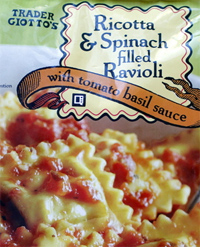 TRADER
GIOTTO'S
Ricotta
& Spinach
filled
Ravioli
with tomato basil sauce